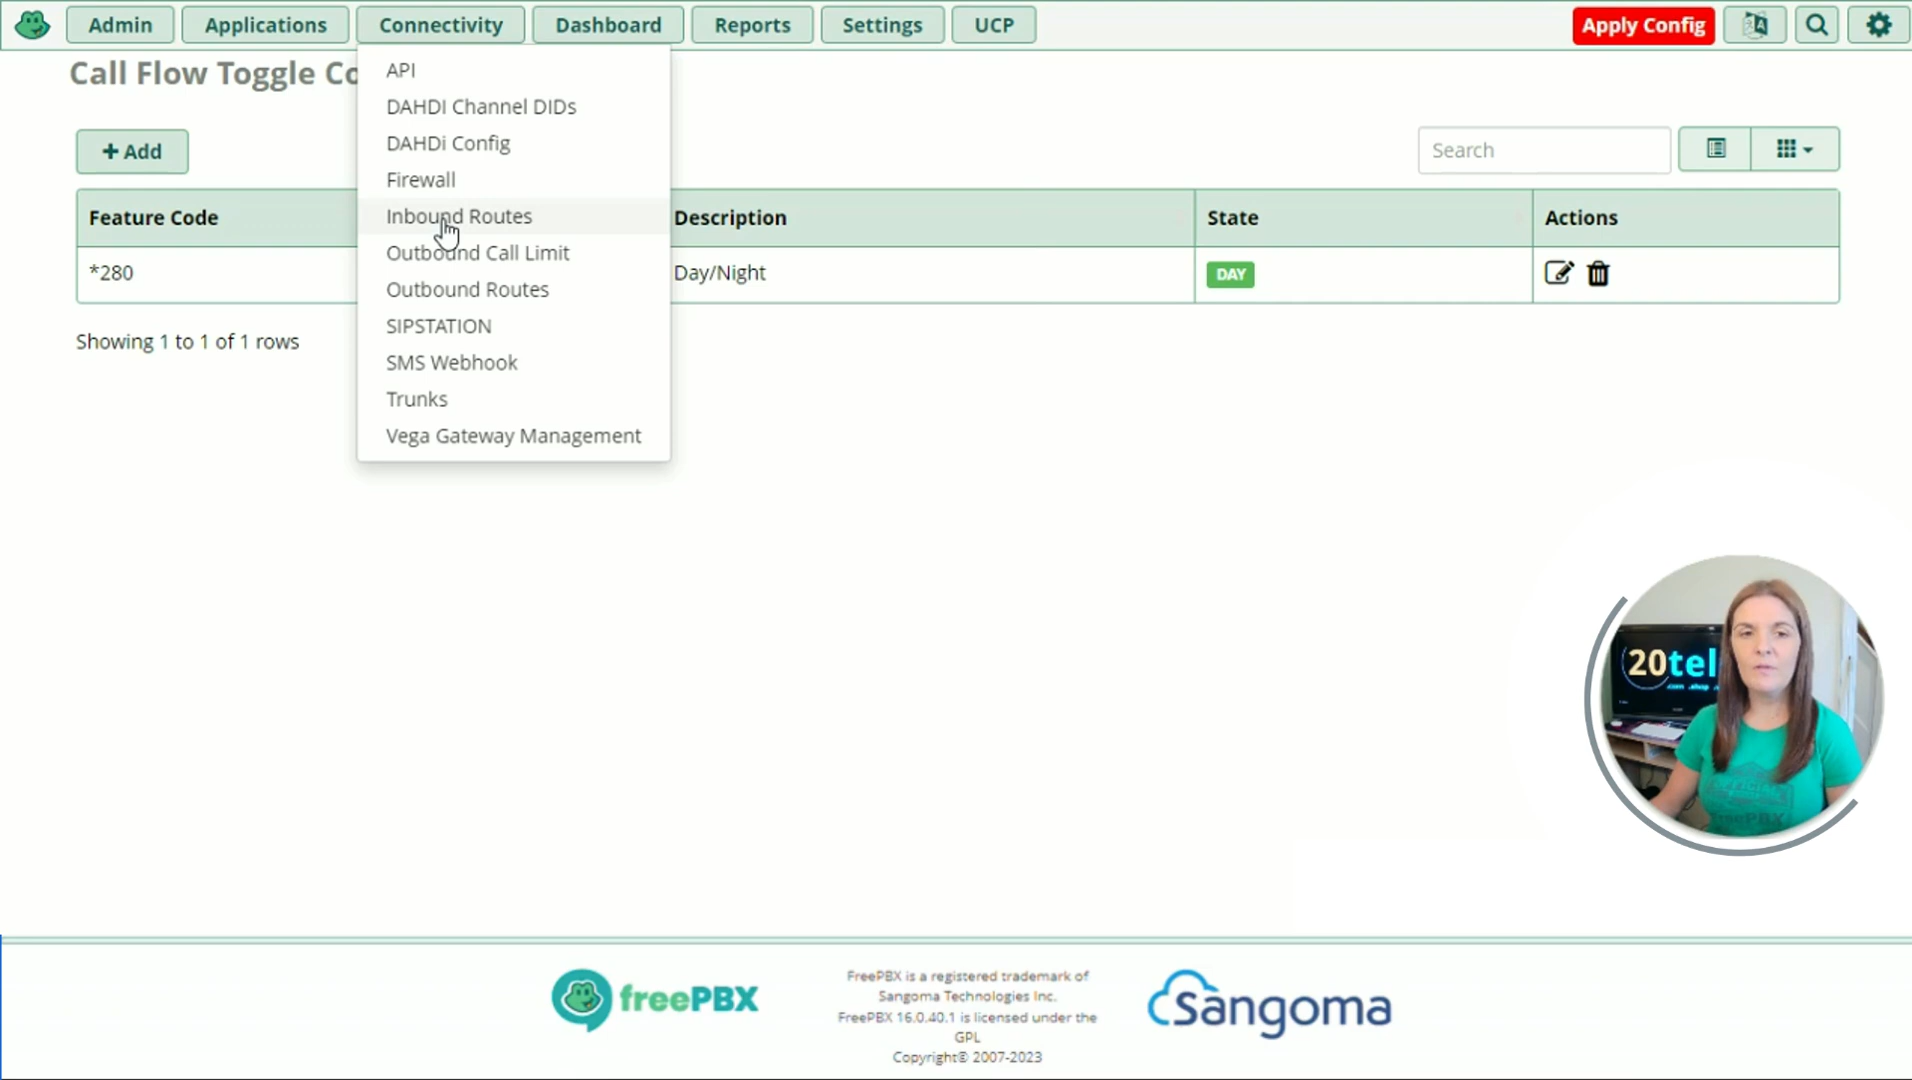 Admin
Applications
Connectivity
Dashboard
Reports
Settings
UCP
Apply Config
Call Flow Toggle Co
API
DAHDI Channel DIDs
DAHDi Config
Firewall
Inbound Routes
Outbound Call Limit
Outbound Routes
SIPSTATION
SMS Webhook
Trunks
Vega Gateway Management
+ Add
Search
Feature Code
Description
State
Actions
*280
Day/Night
DAY
Showing 1 to 1 of 1 rows
20tel
freePBX
FreePBX is a registered trademark of
Sangoma Technologies Inc.
FreePBX 16.0.40.1 is licensed under the
GPL
Copyright© 2007-2023
Sangoma